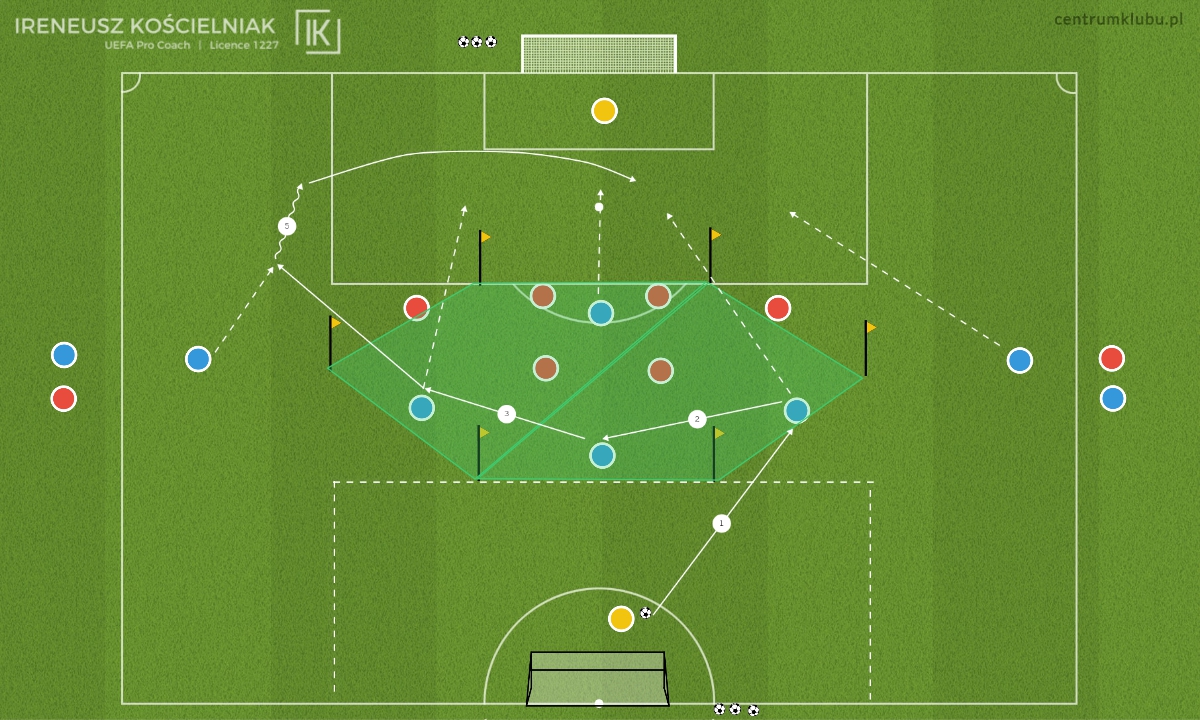 IRENEUSZ KOŚCIELNIAK
UEFA Pro Coach | Licence 1227
IK
centrumklubu.pl
5
3
2
1